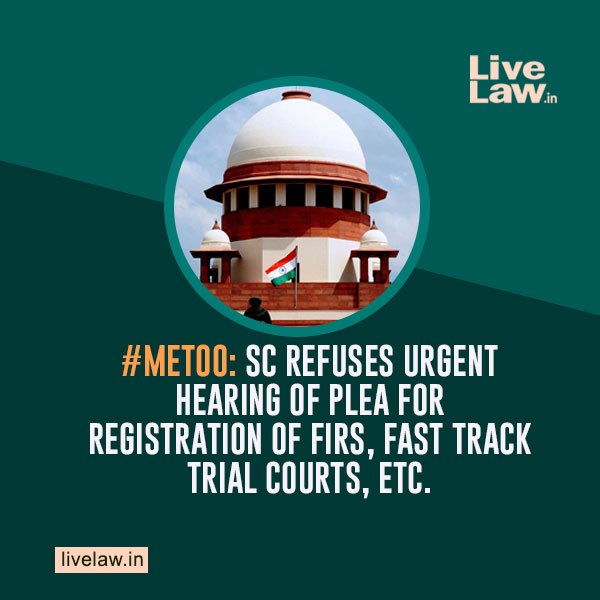 Live
Law.in
#METOO: SC REFUSES URGENT
HEARING OF PLEA FOR
REGISTRATION OF FIRS, FAST TRACK
TRIAL COURTS, ETC.
livelaw.in